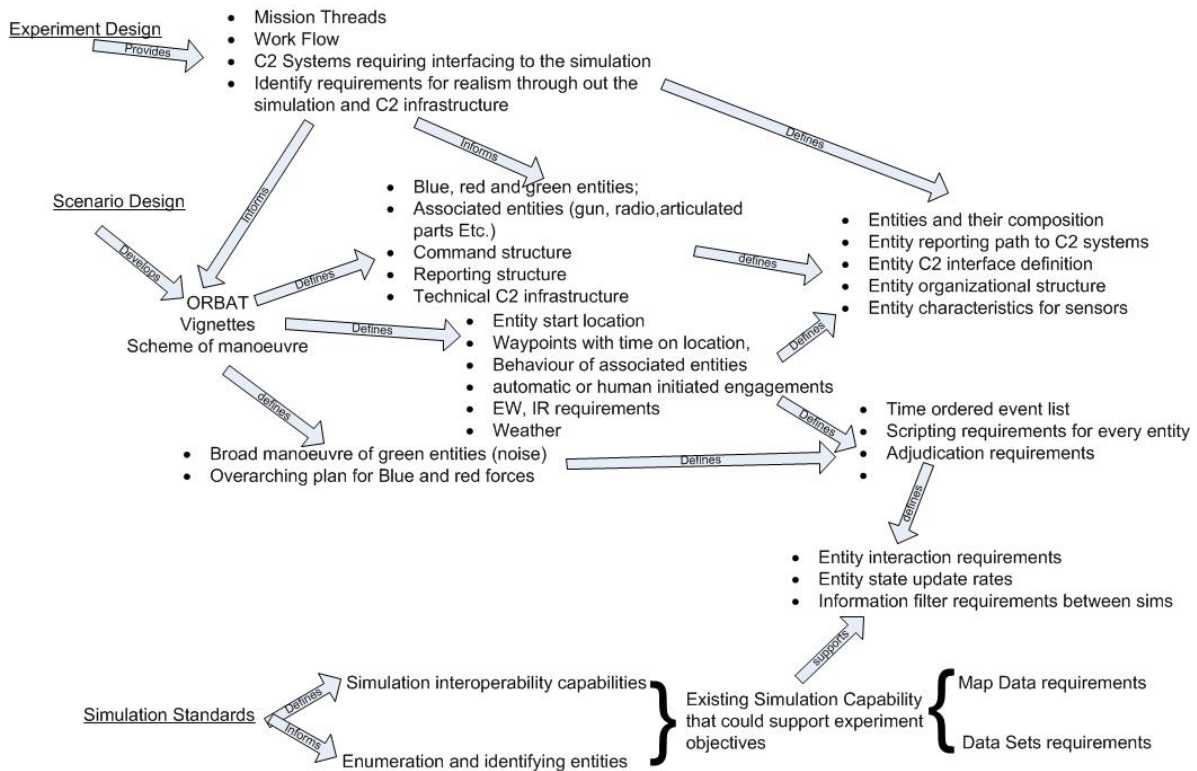 Experiment Design
Provides
• Mission Threads
• Work Flow
• C2 Systems requiring interfacing to the simulation
• Identify requirements for realism through out the
simulation and C2 infrastructure
Informs
Informs
Defines
Scenario Design
Develops
ORBAT
Vignettes
Scheme of manoeuvre
Defines
• Blue, red and green entities;
• Associated entities (gun, radio,articulated
parts Etc.)
• Command structure
• Reporting structure
• Technical C2 infrastructure
defines
• Entities and their composition
• Entity reporting path to C2 systems
• Entity C2 interface definition
• Entity organizational structure
• Entity characteristics for sensors
Defines
• Entity start location
• Waypoints with time on location,
• Behaviour of associated entities
• automatic or human initiated engagements
• EW, IR requirements
• Weather
Defines
Defines
defines
• Broad manoeuvre of green entities (noise)
• Overarching plan for Blue and red forces
Defines
• Time ordered event list
• Scripting requirements for every entity
• Adjudication requirements
•
defines
• Entity interaction requirements
• Entity state update rates
• Information filter requirements between sims
supports
Simulation Standards
Defines
Informs
Simulation interoperability capabilities
Enumeration and identifying entities
Existing Simulation Capability
that could support experiment
objectives
Map Data requirements
Data Sets requirements